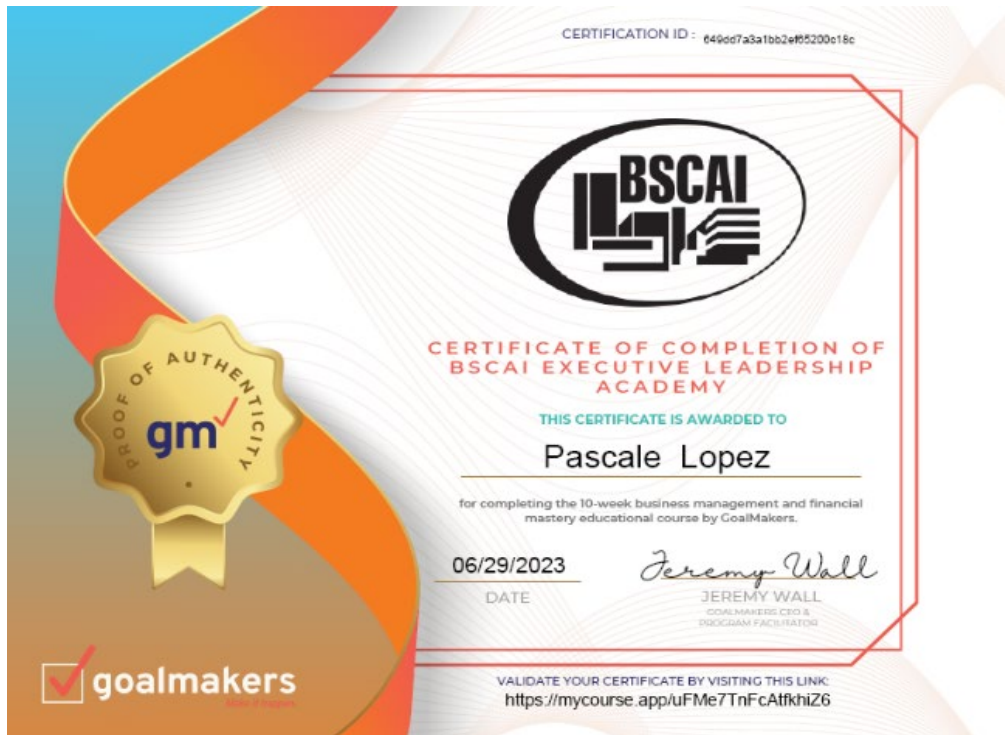 CERTIFICATION ID : 649dd7a3a1bb2ef65200c18c
BSCAI
CERTIFICATE OF COMPLETION OF
BSCAI EXECUTIVE LEADERSHIP
ACADEMY
THIS CERTIFICATE IS AWARDED TO
Pascale Lopez
for completing the 10-week business management and financial
mastery educational course by GoalMakers.
06/29/2023
DATE
Jeremy Wall
JEREMY WALL
GOALMAKERS CEO &
PROGRAM FACILITATOR
PROOF OF AUTHENTICITY
gm
goalmakers
Make it happen
VALIDATE YOUR CERTIFICATE BY VISITING THIS LINK:
https://mycourse.app/uFMe7TnFcAtfkhiZ6